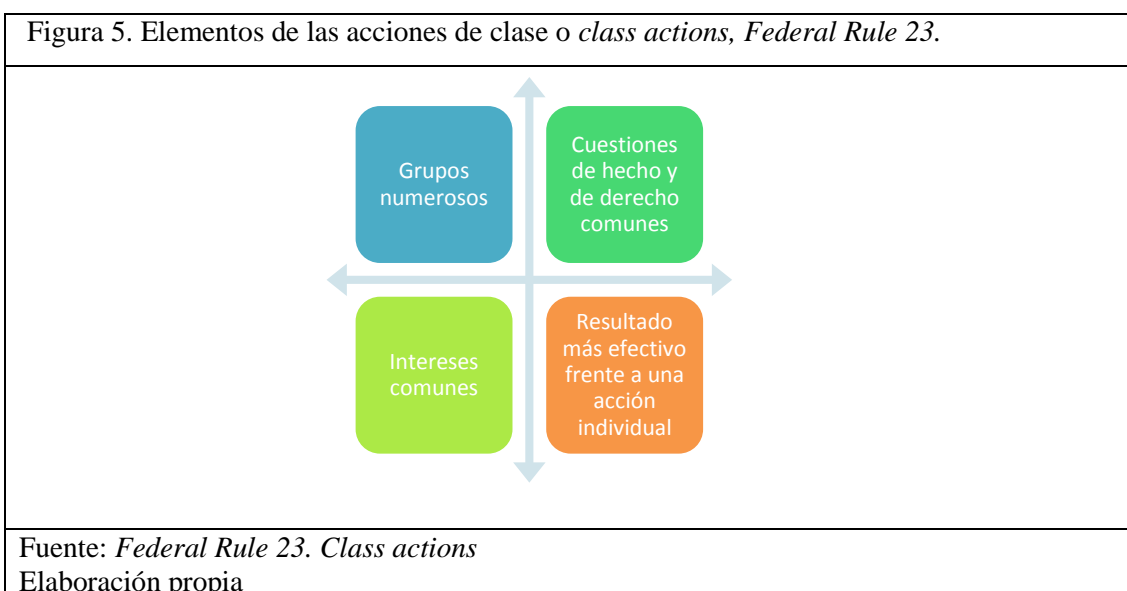 Figura 5. Elementos de las acciones de clase o class actions, Federal Rule 23.
Grupos
numerosos
Cuestiones
de hecho y
de derecho
comunes
Intereses
comunes
Resultado
más efectivo
frente a una
acción
individual
Fuente: Federal Rule 23. Class actions
Elaboración propia